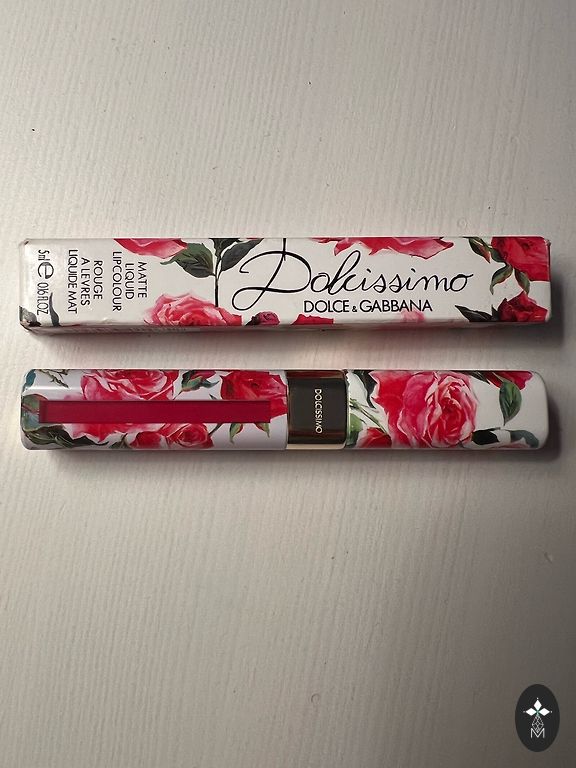 Dolcissimo
DOLCE & GABBANA
MATTE
LIQUID
LIPCOLOUR
ROUGE
A LEVRES
LIQUIDE MAT
5ml e 0.16 FL.OZ
DOLCISSIMO
M